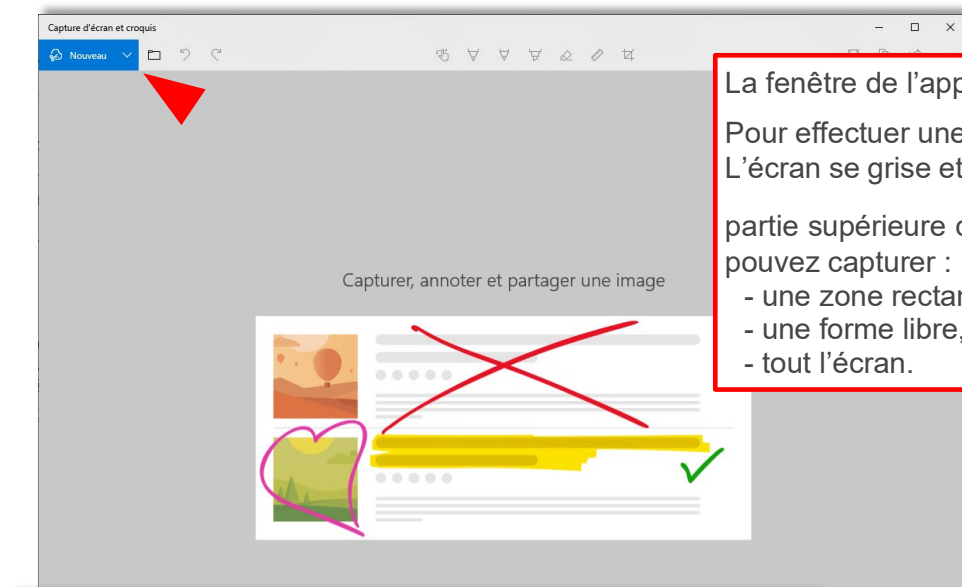 Capture d'écran et croquis
Nouveau
La fenêtre de l'app
Pour effectuer une
L'écran se grise et
partie supérieure
pouvez capturer :
- une zone rectan
- une forme libre,
- tout l'écran.
Capturer, annoter et partager une image